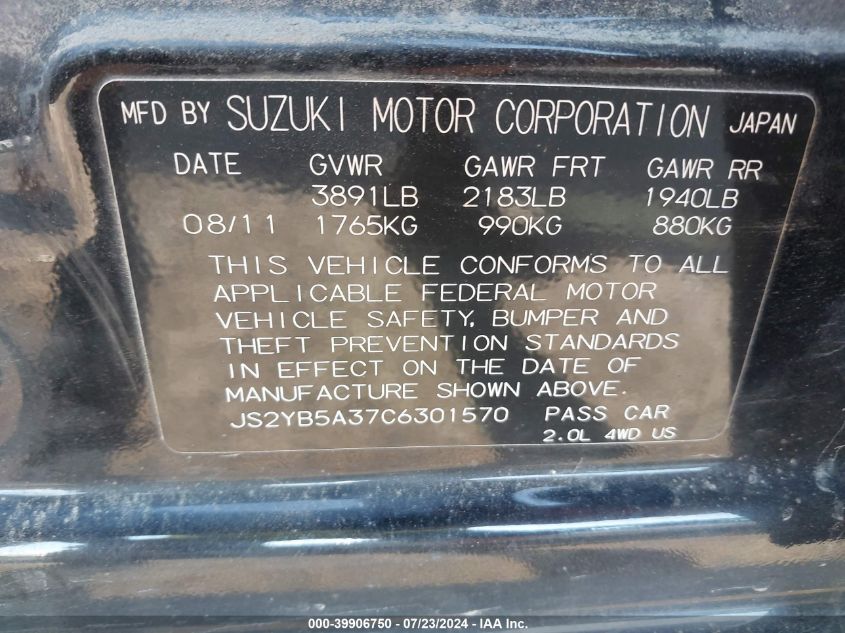 MFD BY SUZUKI MOTOR CORPORATION JAPAN
DATE GVWR GAWR FRT GAWR RR
3891LB 2183LB 1940LB
08/11 1765KG 990KG 880KG
THIS VEHICLE CONFORMS TO ALL
APPLICABLE FEDERAL MOTOR
VEHICLE SAFETY, BUMPER AND
THEFT PREVENTION STANDARDS
IN EFFECT ON THE DATE OF
MANUFACTURE SHOWN ABOVE.
JS2YB5A37C6301570 PASS CAR
2.0L 4WD US
000-39906750 - 07/23/2024 - IAA Inc.